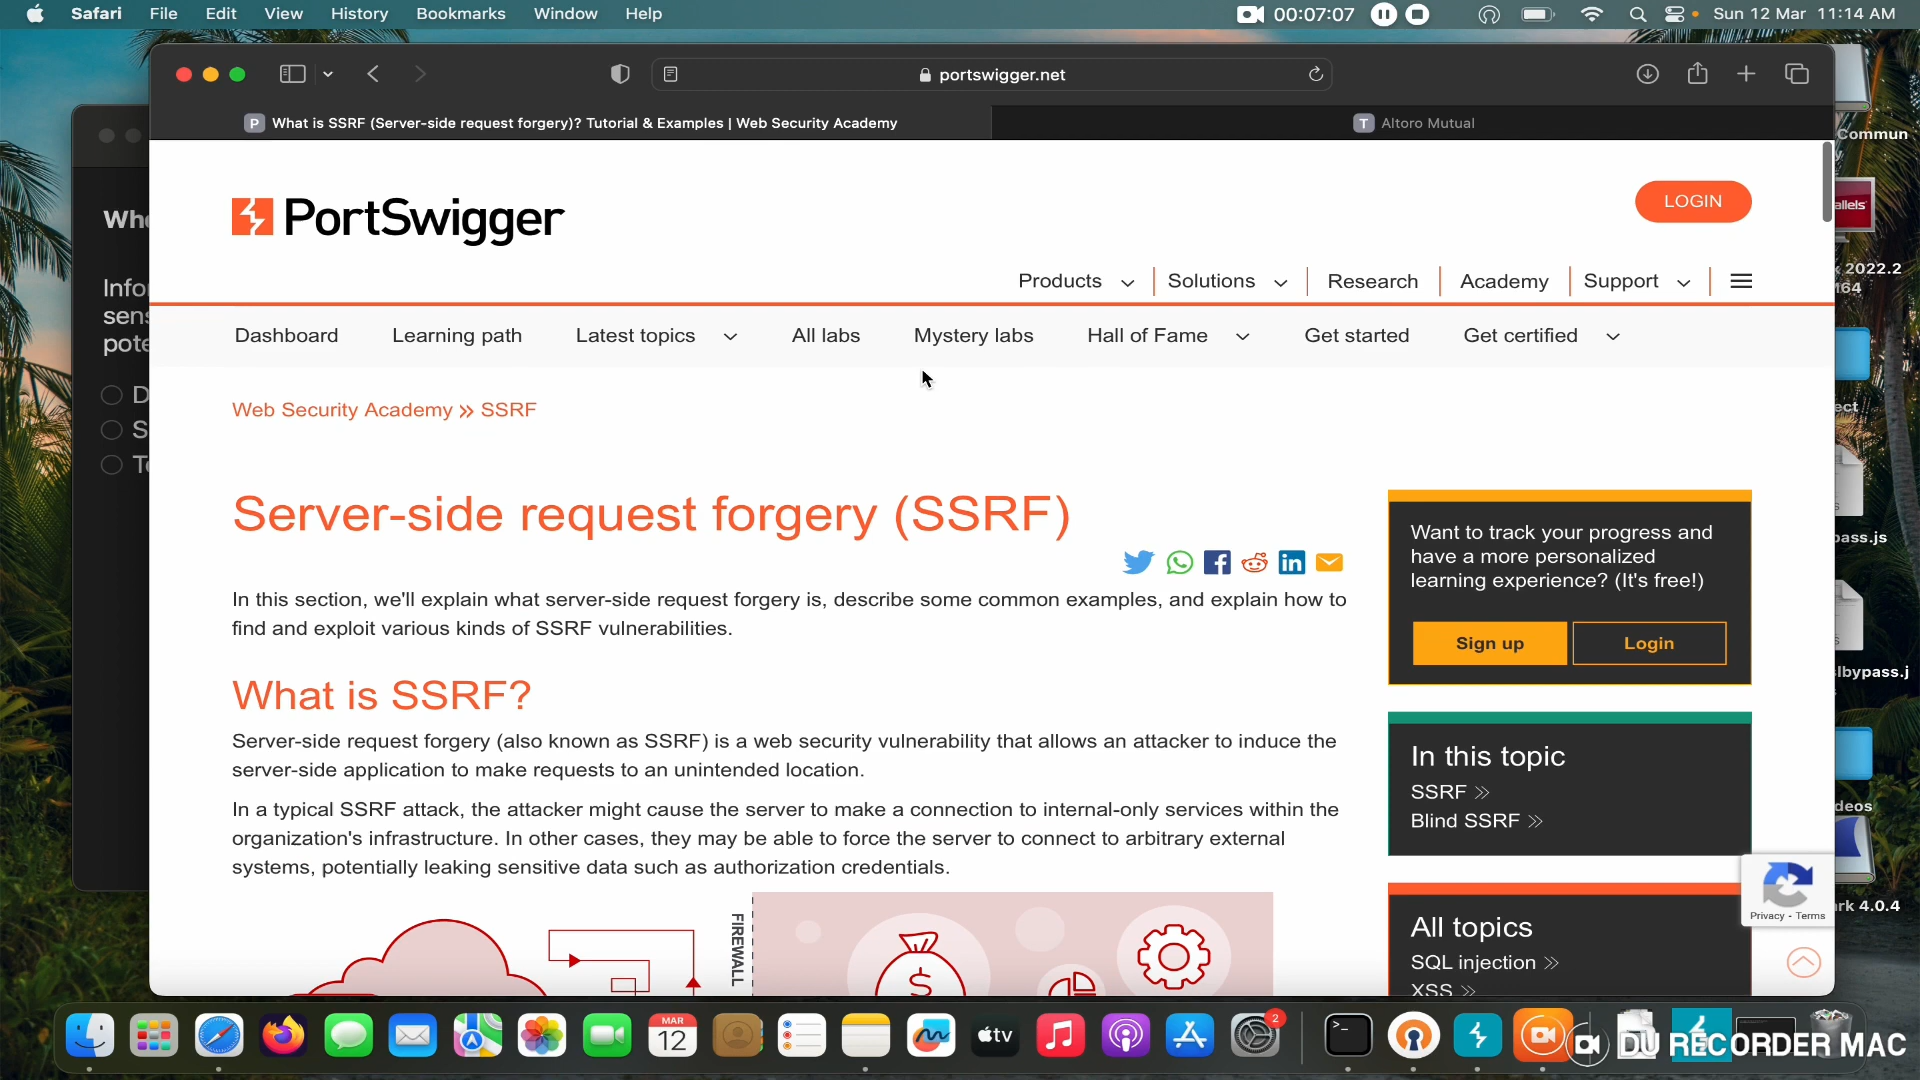 Safari File Edit View History Bookmarks Window Help 00:07:07 Sun 12 Mar 11:14 AM
portswigger.net
P What is SSRF (Server-side request forgery)? Tutorial & Examples | Web Security Academy T Altoro Mutual
Commun
PortSwigger
LOGIN
allels
2022.2
Products Solutions Research Academy Support
Dashboard Learning path Latest topics All labs Mystery labs Hall of Fame Get started Get certified
Web Security Academy » SSRF
Server-side request forgery (SSRF)
In this section, we'll explain what server-side request forgery is, describe some common examples, and explain how to
find and exploit various kinds of SSRF vulnerabilities.
What is SSRF?
Server-side request forgery (also known as SSRF) is a web security vulnerability that allows an attacker to induce the
server-side application to make requests to an unintended location.
In a typical SSRF attack, the attacker might cause the server to make a connection to internal-only services within the
organization's infrastructure. In other cases, they may be able to force the server to connect to arbitrary external
systems, potentially leaking sensitive data such as authorization credentials.
FIREWALL
$
Want to track your progress and
have a more personalized
learning experience? (It's free!)
Sign up Login
In this topic
SSRF »
Blind SSRF »
All topics
SQL injection »
XSS »
Privacy - Terms
pass.js
lbypass.j
deos
rk 4.0.4
MAR
12
tv
2
DU RECORDER MAC